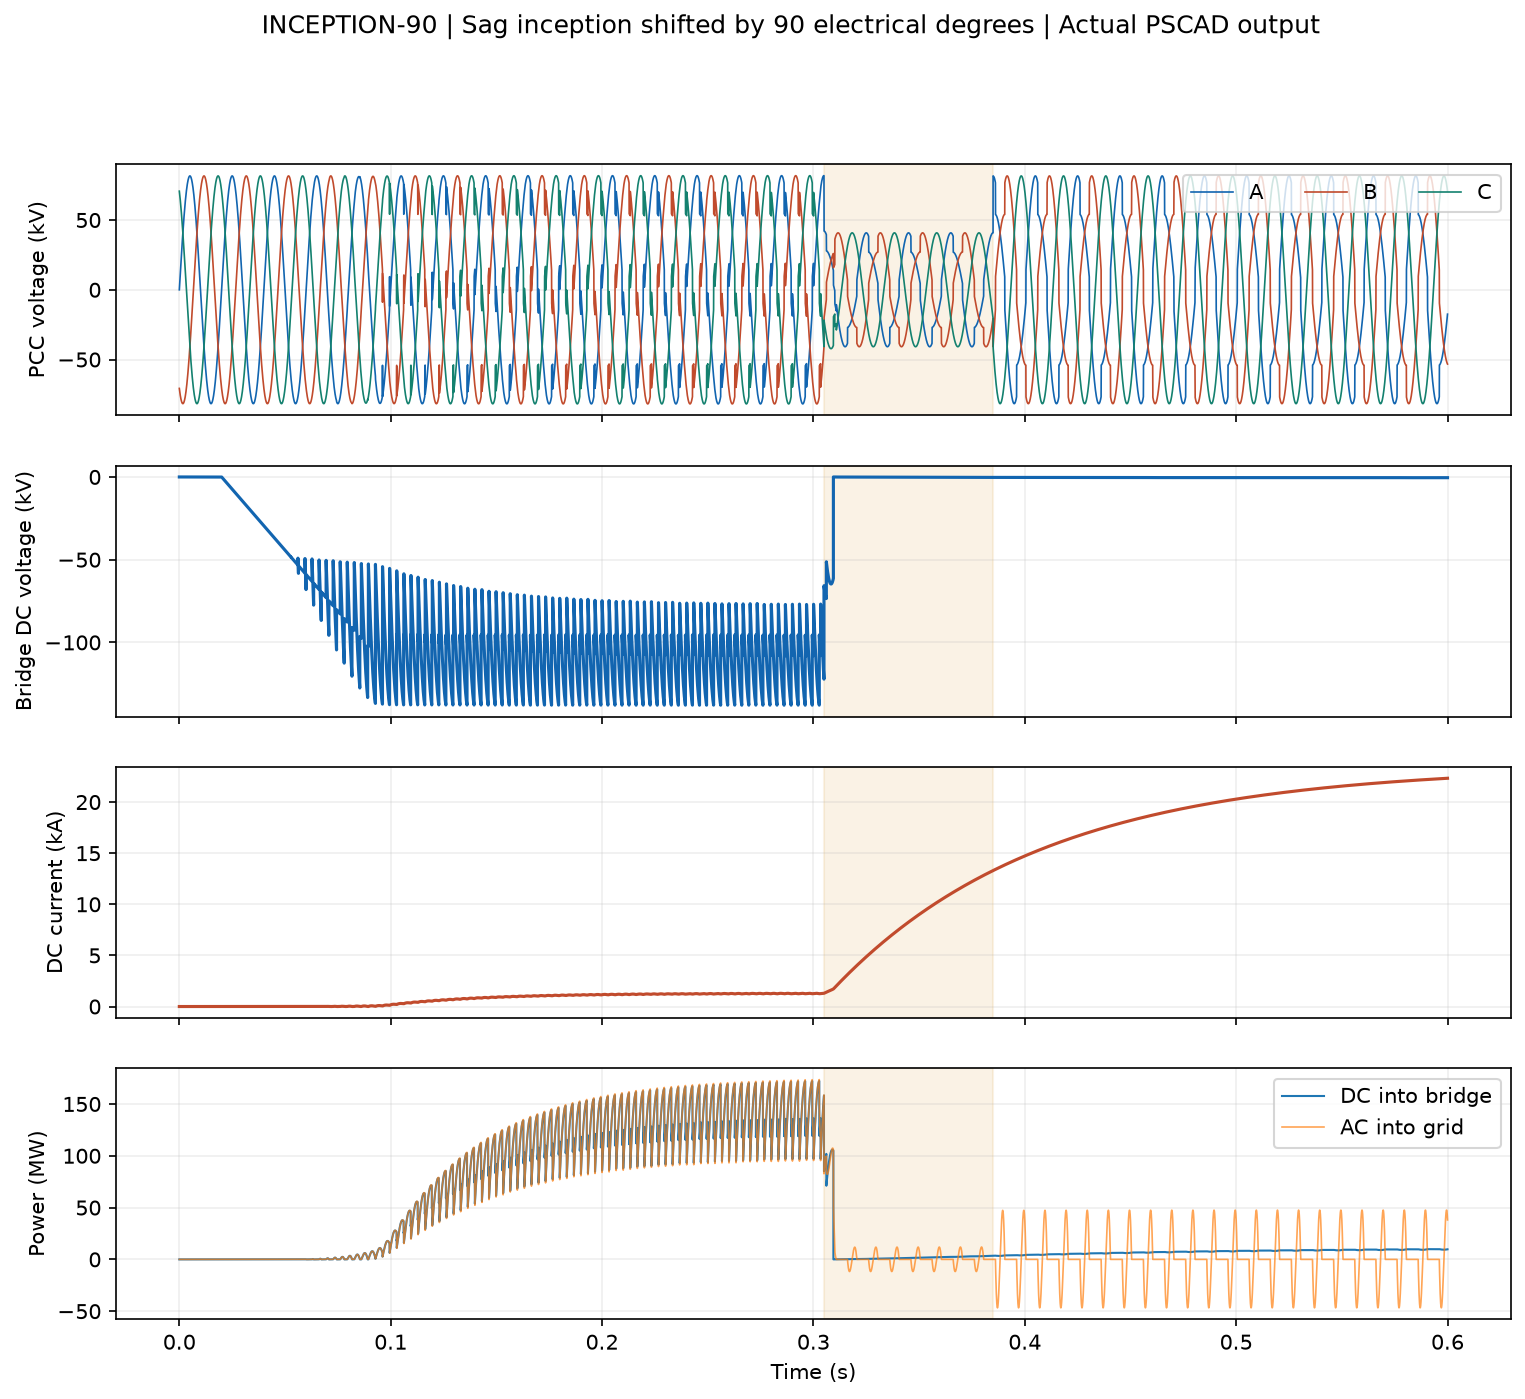 INCEPTION-90 | Sag inception shifted by 90 electrical degrees | Actual PSCAD output
PCC voltage (kV)
50
0
−50
A B C
Bridge DC voltage (kV)
0
−50
−100
DC current (kA)
20
15
10
5
0
Power (MW)
150
100
50
0
−50
DC into bridge
AC into grid
0.0 0.1 0.2 0.3 0.4 0.5 0.6
Time (s)